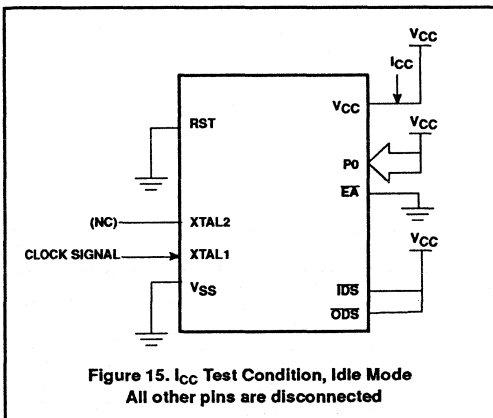 VCC
ICC
VCC
RST
VCC
P0
EA
(NC)
XTAL2
VCC
CLOCK SIGNAL
XTAL1
VSS
IDS
ODS
Figure 15. ICC Test Condition, Idle Mode
All other pins are disconnected